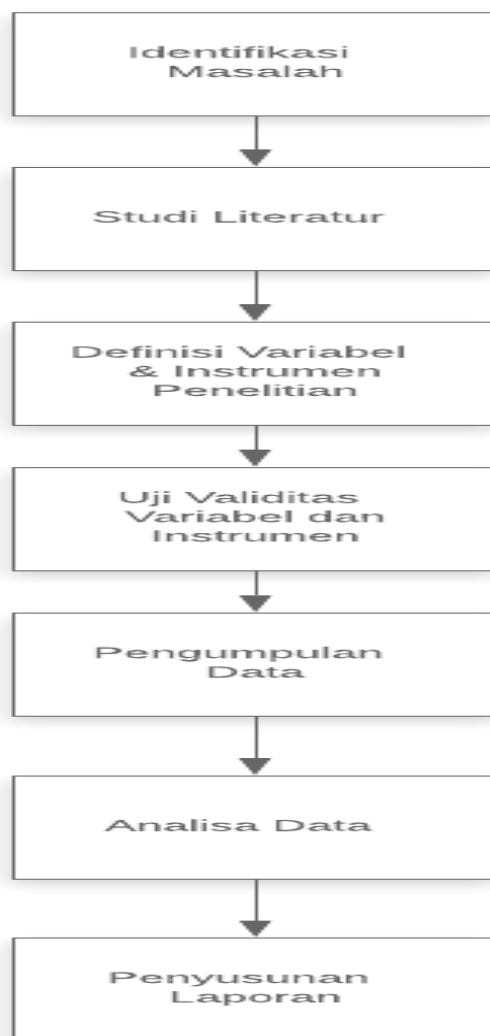 Identifikasi
Masalah
Studi Literatur
Definisi Variabel
& Instrumen
Penelitian
Uji Validitas
Variabel dan
Instrumen
Pengumpulan
Data
Analisa Data
Penyusunan
Laporan